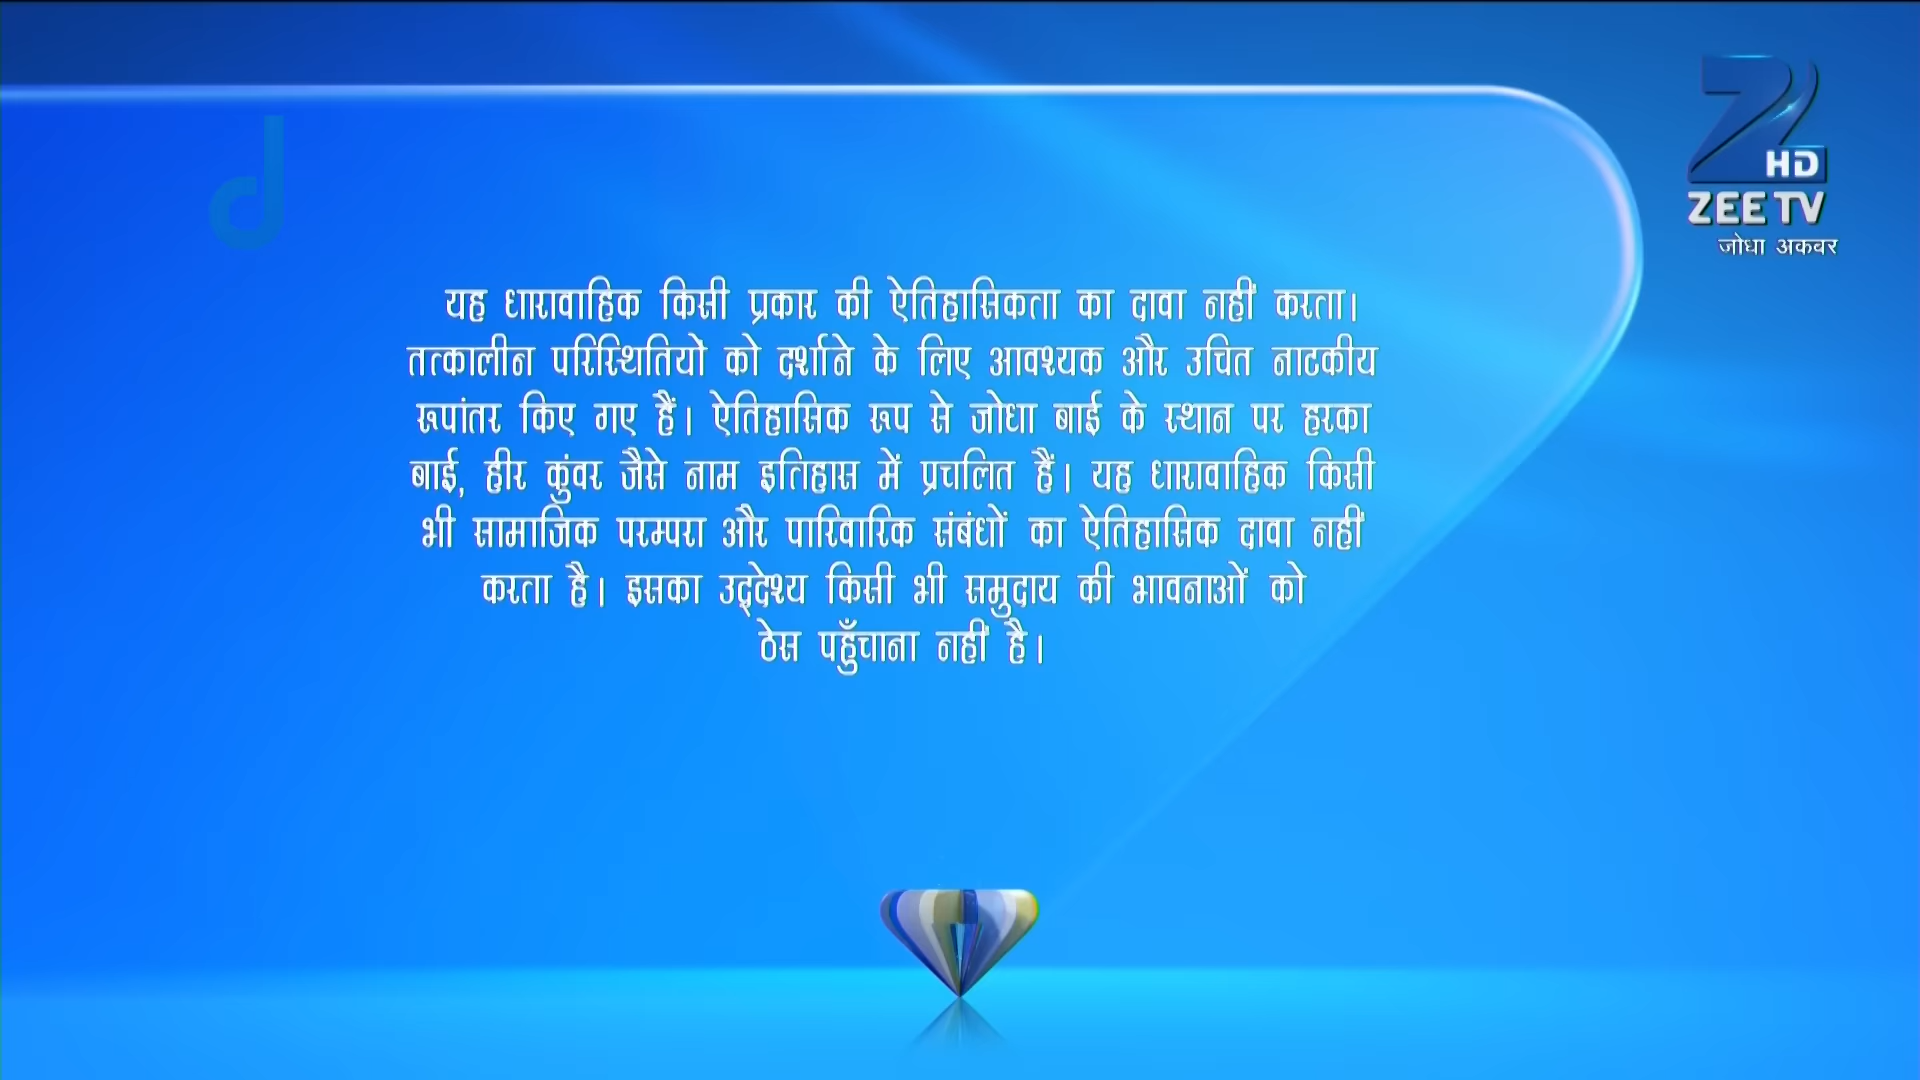 HD
ZEE TV
जोधा अकबर
यह धारावाहिक किसी प्रकार की ऐतिहासिकता का दावा नहीं करता।
तत्कालीन परिस्थितियों को दर्शाने के लिए आवश्यक और उचित नाटकीय
रूपांतर किए गए हैं। ऐतिहासिक रूप से जोधा बाई के स्थान पर हरका
बाई, हीर कुंवर जैसे नाम इतिहास में प्रचलित हैं। यह धारावाहिक किसी
भी सामाजिक परम्परा और पारिवारिक संबंधों का ऐतिहासिक दावा नहीं
करता है। इसका उद्देश्य किसी भी समुदाय की भावनाओं को
ठेस पहुँचाना नहीं है।